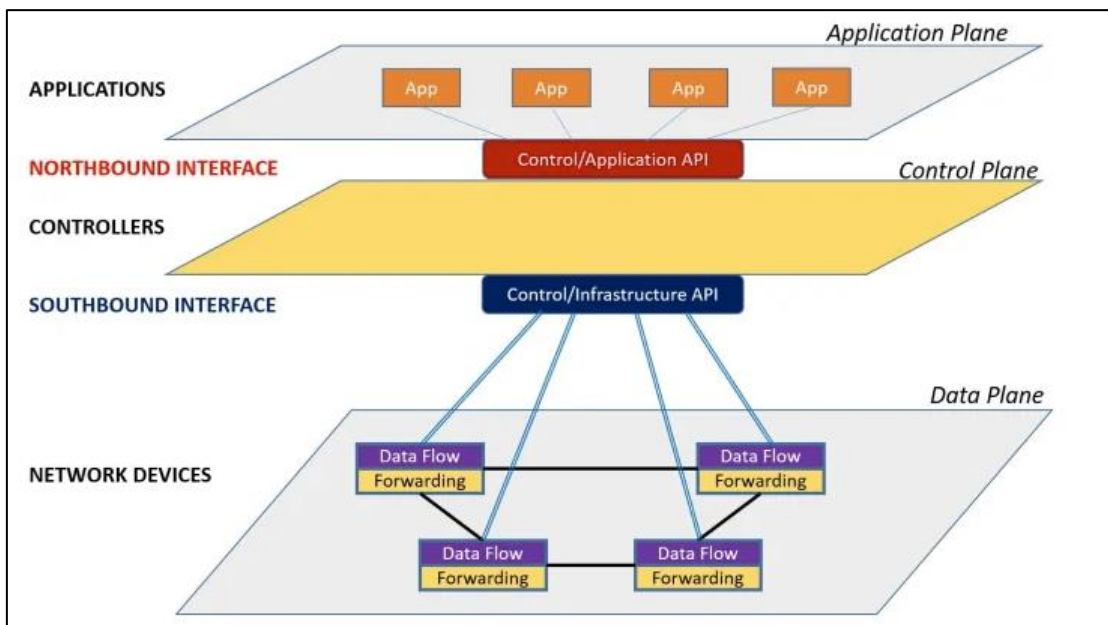 Application Plane
APPLICATIONS
App App App App
NORTHBOUND INTERFACE
Control/Application API
Control Plane
CONTROLLERS
SOUTHBOUND INTERFACE
Control/Infrastructure API
Data Plane
NETWORK DEVICES
Data Flow
Forwarding
Data Flow
Forwarding
Data Flow
Forwarding
Data Flow
Forwarding